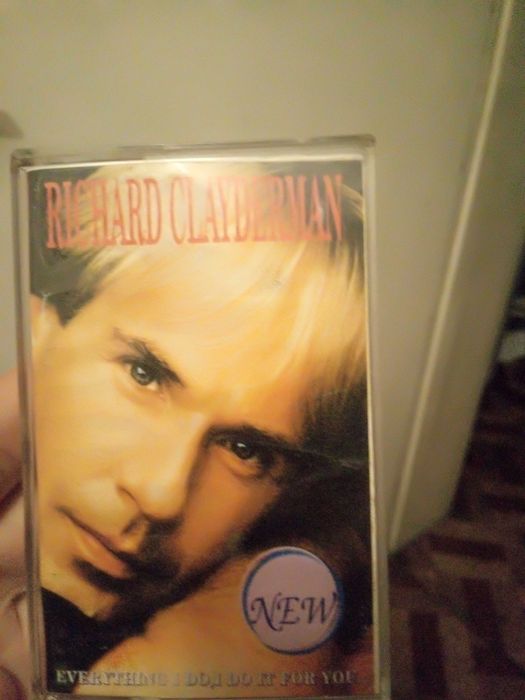 RICHARD CLAYDERMAN
NEW
EVERYTHING I DO,I DO IT FOR YOU